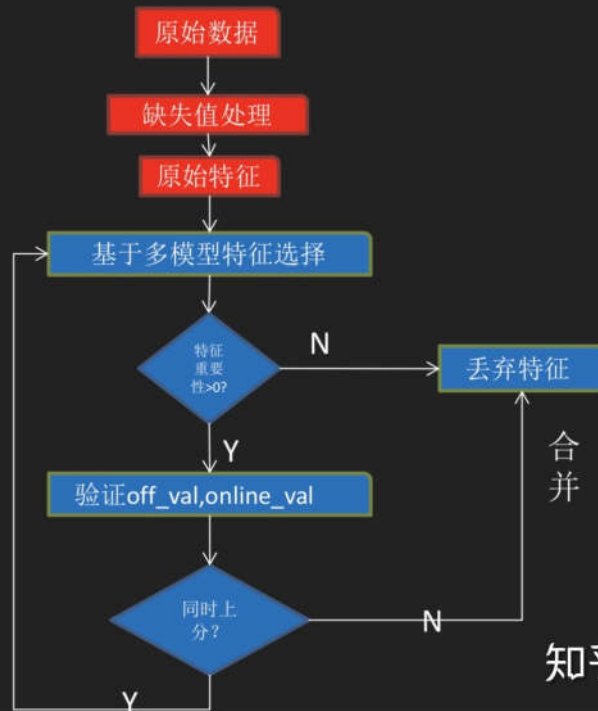 原始数据
缺失值处理
原始特征
基于多模型特征选择
特征
重要
性>0?
N
丢弃特征
Y
合
并
验证off_val,online_val
同时上
分?
N
Y
知